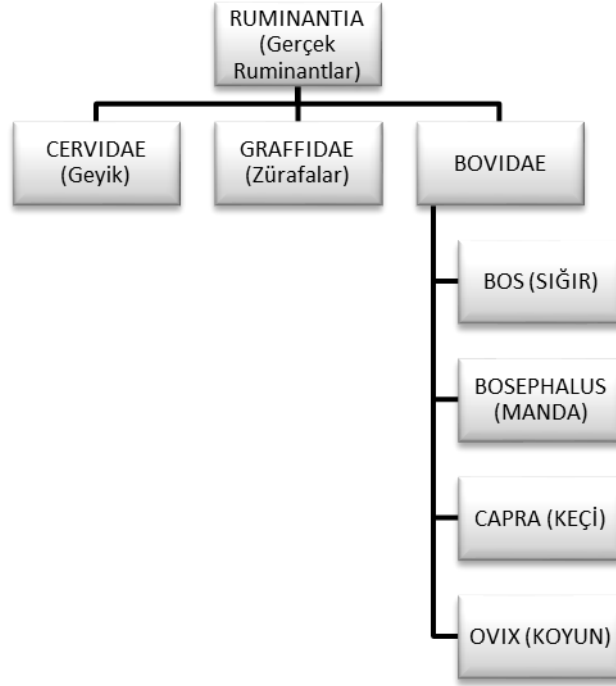 RUMINANTIA
(Gerçek
Ruminantlar)
CERVIDAE
(Geyik)
GRAFFIDAE
(Zürafalar)
BOVIDAE
BOS (SIĞIR)
BOSEPHALUS
(MANDA)
CAPRA (KEÇİ)
OVIX (KOYUN)